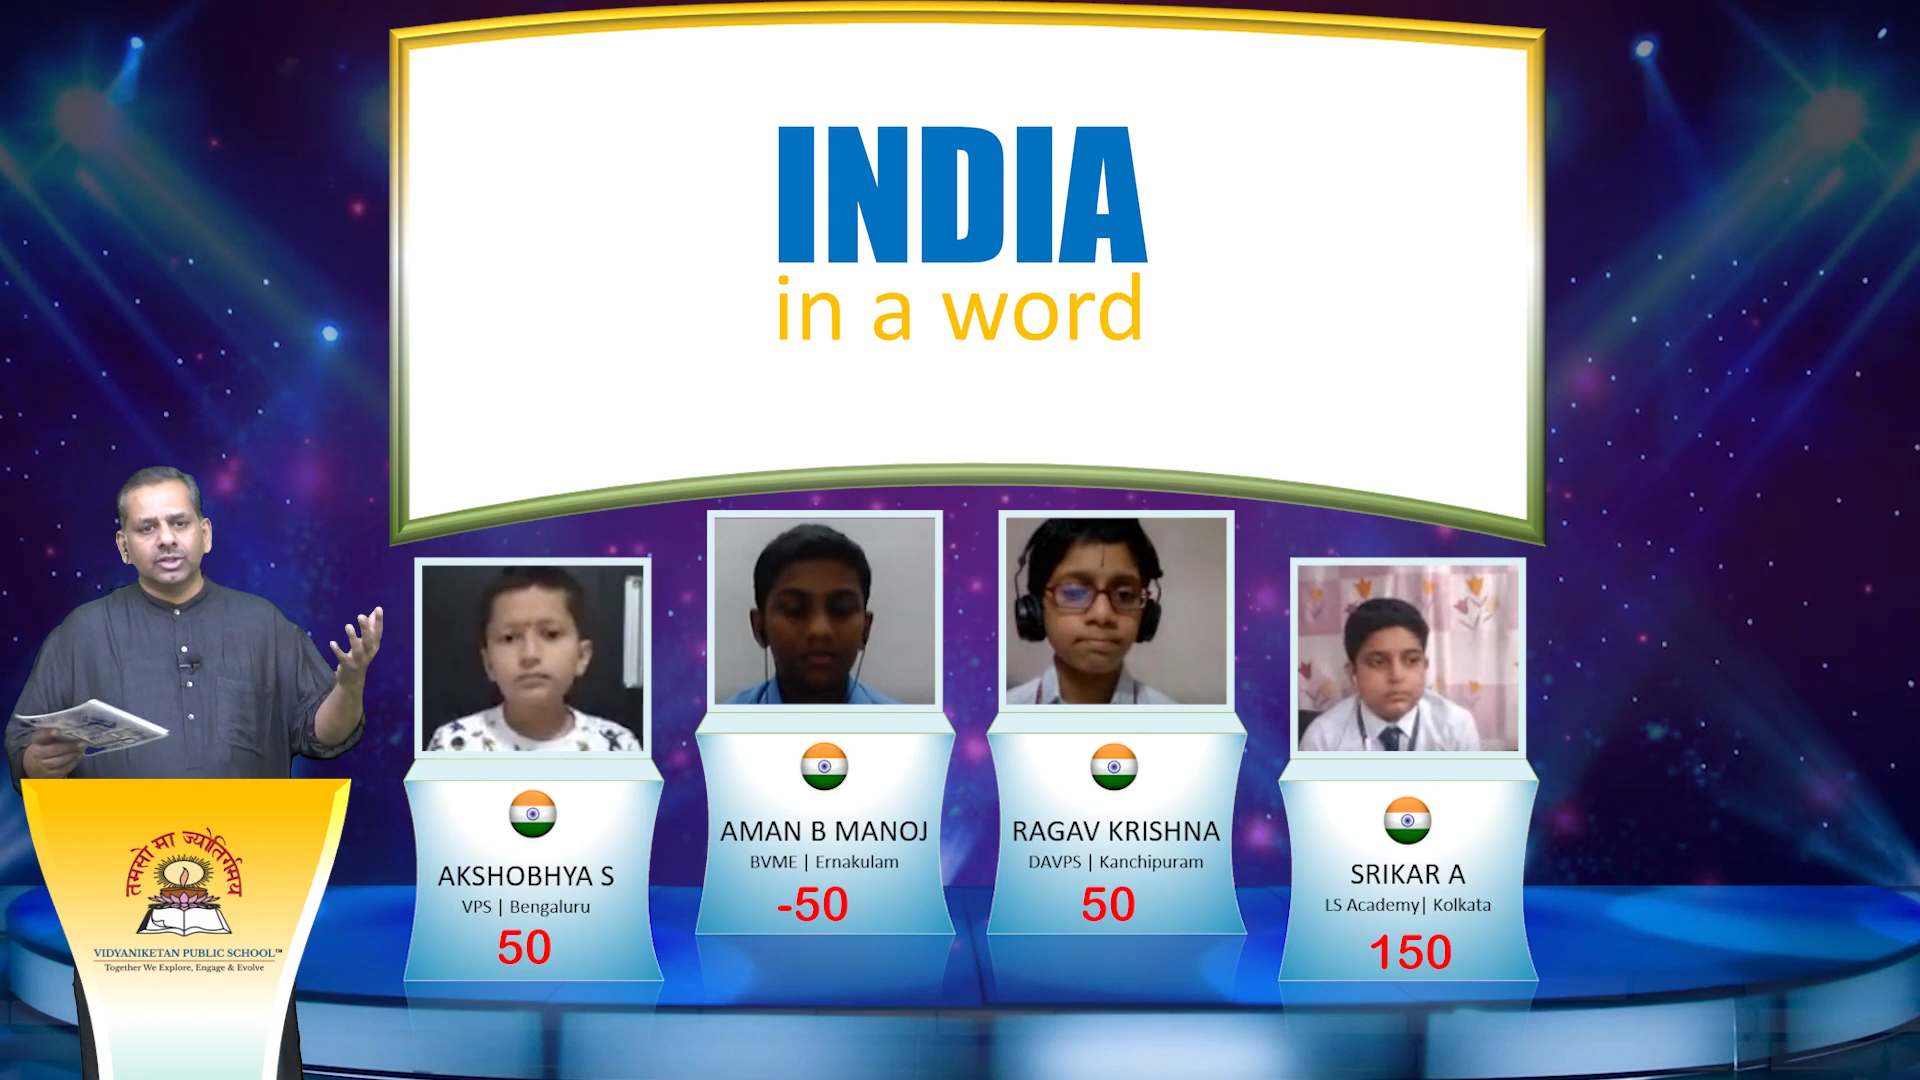 INDIA
in a word
AKSHOBHYA S
VPS | Bengaluru
50
AMAN B MANOJ
BVME | Ernakulam
-50
RAGAV KRISHNA
DAVPS | Kanchipuram
50
SRIKAR A
LS Academy| Kolkata
150
तमसो मा ज्योतिर्गमय
VIDYANIKETAN PUBLIC SCHOOL™
Together We Explore, Engage & Evolve